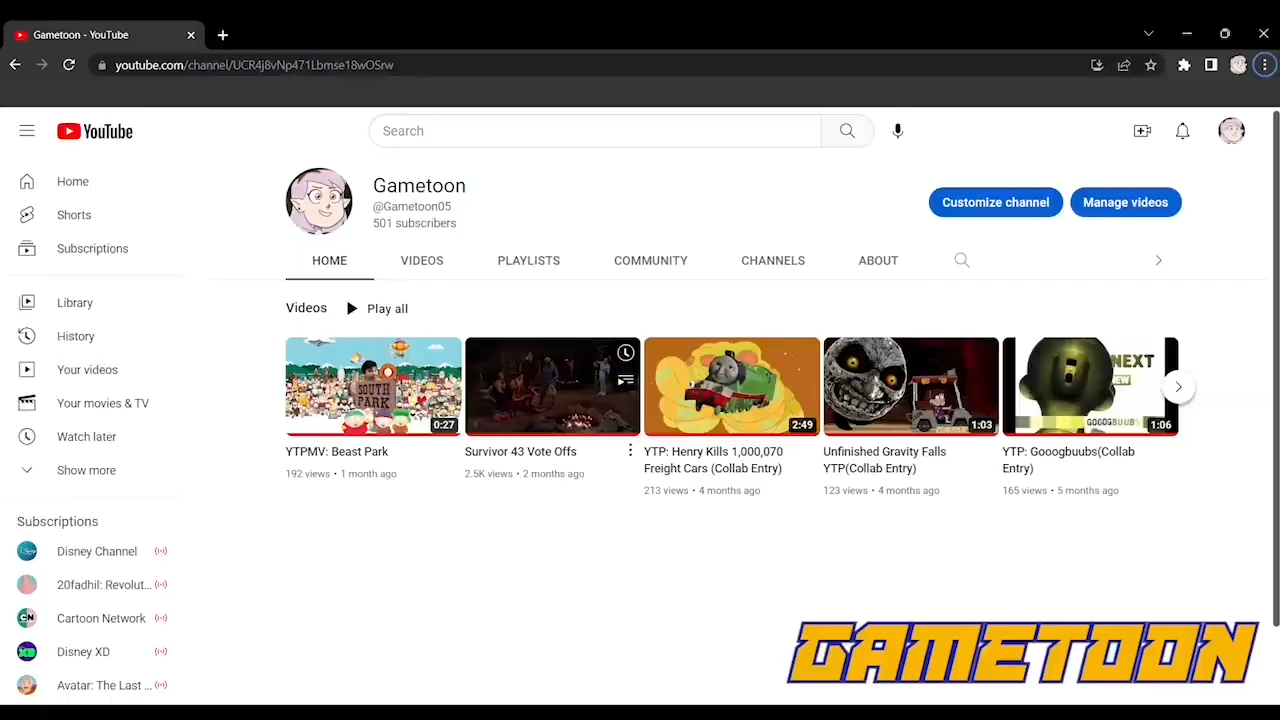 Gametoon - YouTube
youtube.com/channel/UCR4j8vNp471Lbmse18wOSrw
YouTube
Search
Home
Shorts
Subscriptions
Library
History
Your videos
Your movies & TV
Watch later
Show more
Subscriptions
Disney Channel
20fadhil: Revolut...
CN
Cartoon Network
Disney XD
Avatar: The Last ...
Gametoon
@Gametoon05
501 subscribers
Customize channel
Manage videos
HOME
VIDEOS
PLAYLISTS
COMMUNITY
CHANNELS
ABOUT
Videos
Play all
SOUTH
PARK
0:27
YTPMV: Beast Park
192 views • 1 month ago
Survivor 43 Vote Offs
2.5K views • 2 months ago
2:49
YTP: Henry Kills 1,000,070
Freight Cars (Collab Entry)
213 views • 4 months ago
1:03
Unfinished Gravity Falls
YTP(Collab Entry)
123 views • 4 months ago
NEXT
GOOOGBUUBS
1:06
YTP: Gooogbuubs(Collab
Entry)
165 views • 5 months ago
GAMETOON